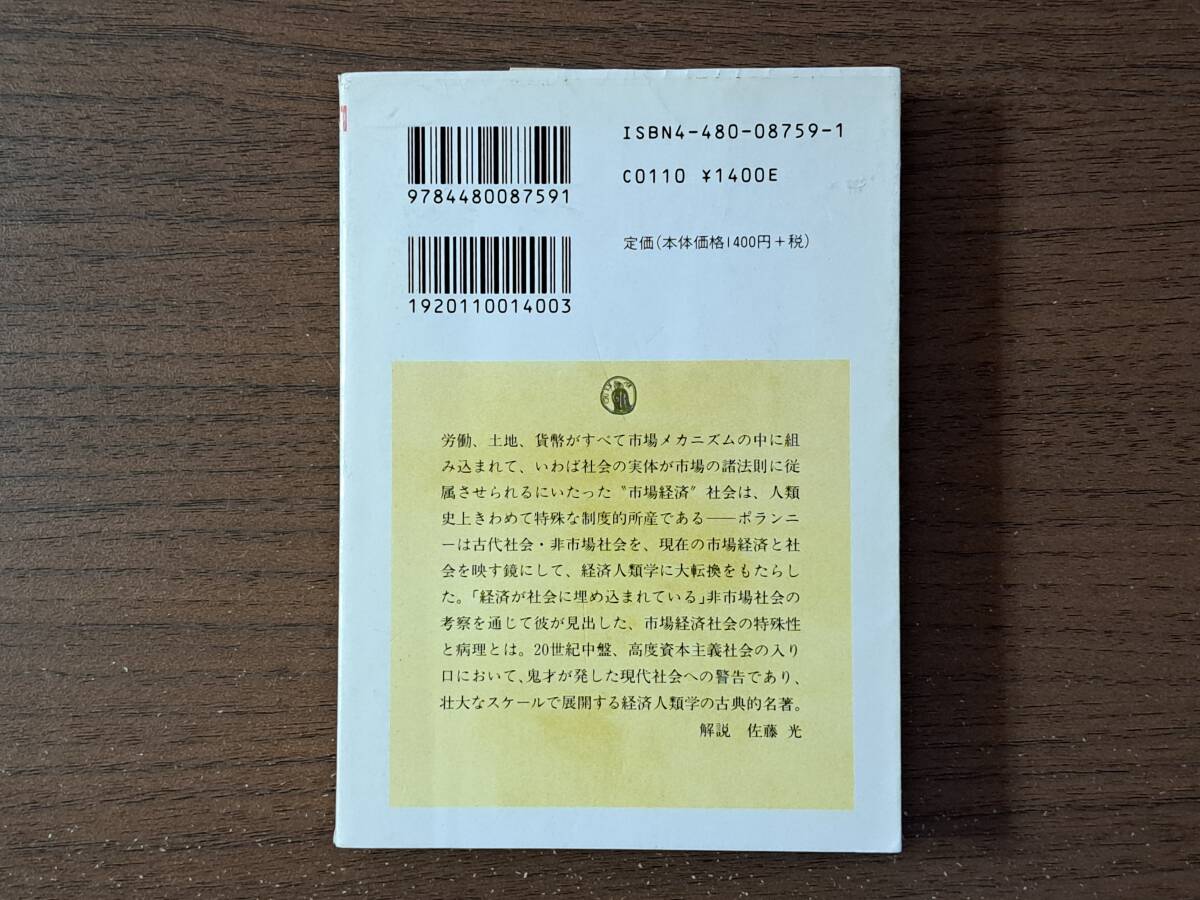 9784480087591
ISBN4-480-08759-1
C0110 ¥1400E
定価(本体価格1400円+税)
1920110014003
労働、土地、貨幣がすべて市場メカニズムの中に組
み込まれて、いわば社会の実体が市場の諸法則に従
属させられるにいたった〝市場経済〟社会は、人類
史上きわめて特殊な制度的所産である——ポランニ
ーは古代社会・非市場社会を、現在の市場経済と社
会を映す鏡にして、経済人類学に大転換をもたらし
た。「経済が社会に埋め込まれている」非市場社会の
考察を通じて彼が見出した、市場経済社会の特殊性
と病理とは。20世紀中盤、高度資本主義社会の入り
口において、鬼才が発した現代社会への警告であり、
壮大なスケールで展開する経済人類学の古典的名著。
解説 佐藤 光